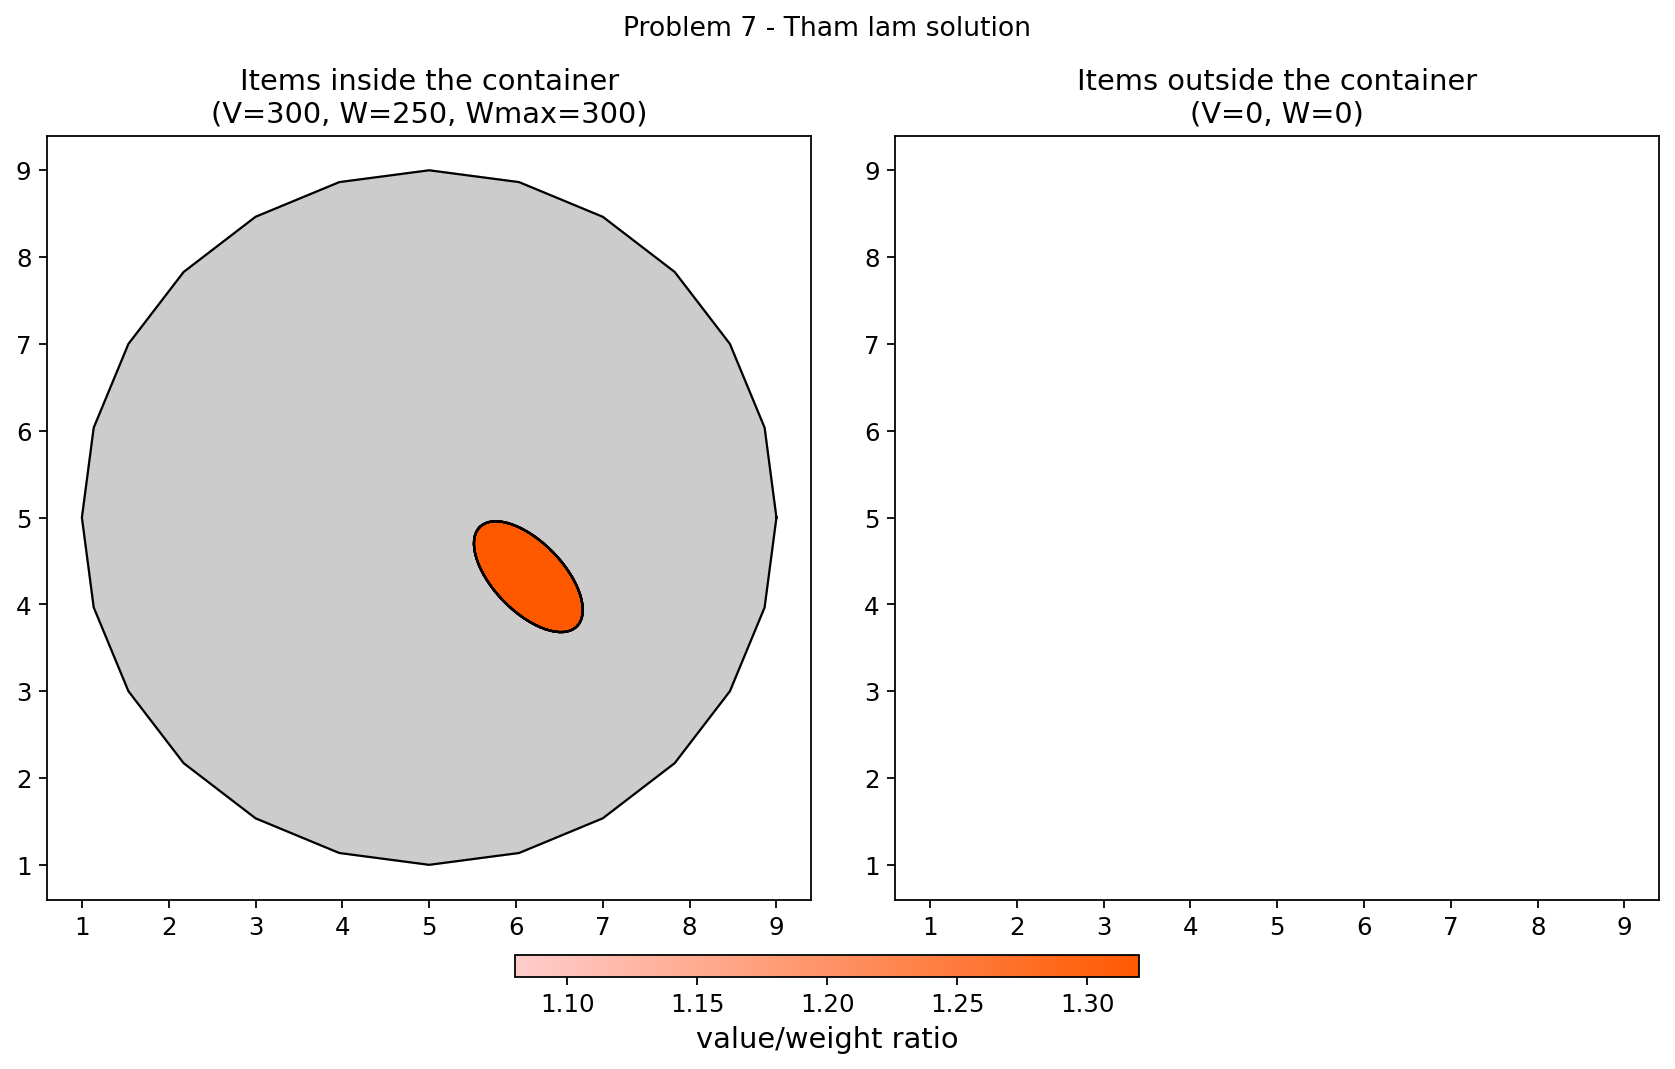 Problem 7 - Tham lam solution
Items inside the container
(V=300, W=250, Wmax=300)
9
8
7
6
5
4
3
2
1
1 2 3 4 5 6 7 8 9
Items outside the container
(V=0, W=0)
9
8
7
6
5
4
3
2
1
1 2 3 4 5 6 7 8 9
1.10 1.15 1.20 1.25 1.30
value/weight ratio